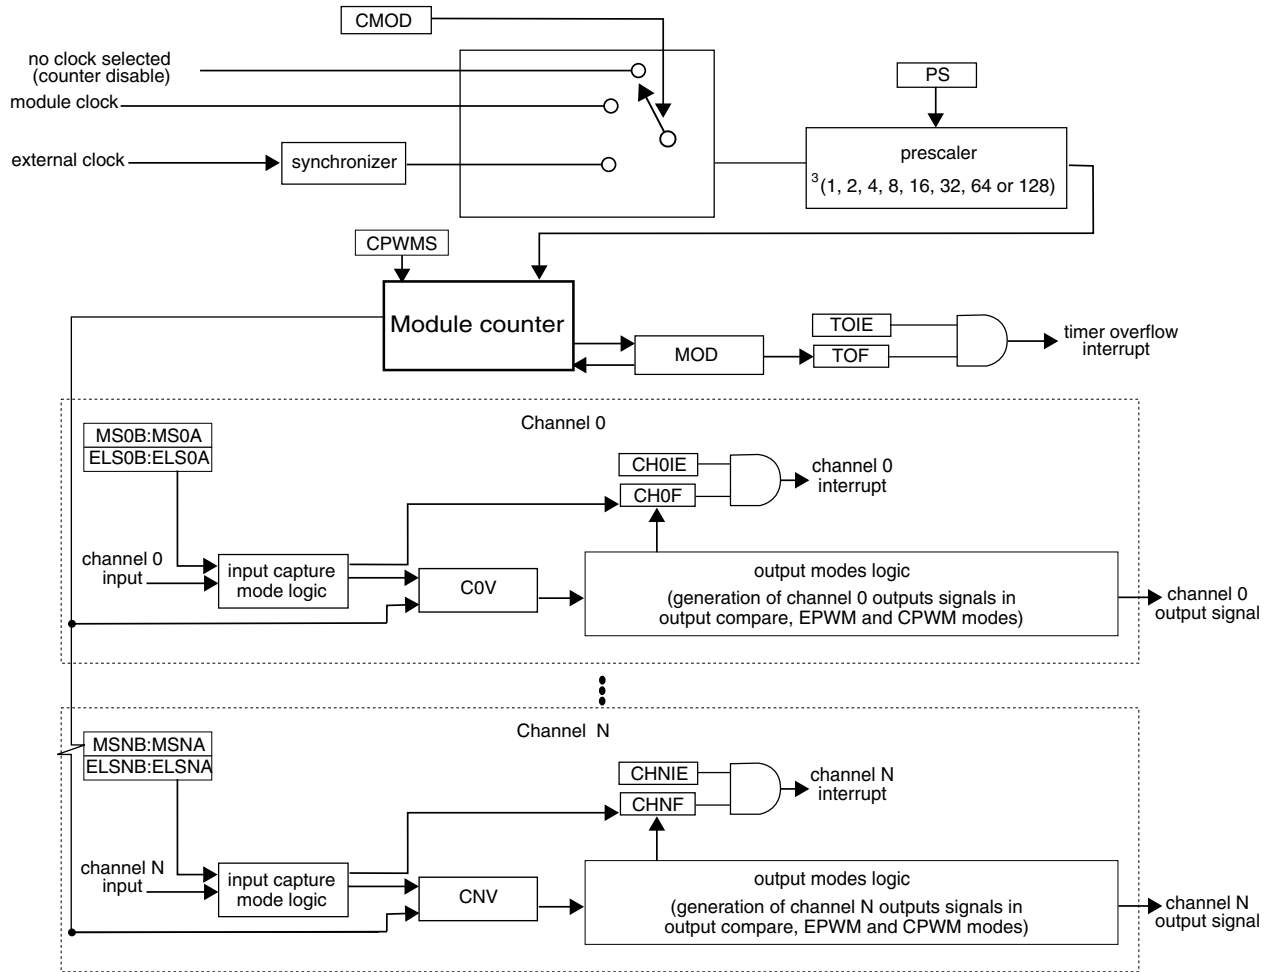 CMOD
no clock selected
(counter disable)
module clock
external clock
synchronizer
PS
prescaler
3 (1, 2, 4, 8, 16, 32, 64 or 128)
CPWMS
Module counter
MOD
TOIE
TOF
timer overflow
interrupt
Channel 0
MS0B:MS0A
ELS0B:ELS0A
CH0IE
CH0F
channel 0
interrupt
channel 0
input
input capture
mode logic
C0V
output modes logic
(generation of channel 0 outputs signals in
output compare, EPWM and CPWM modes)
channel 0
output signal
Channel N
MSNB:MSNA
ELSNB:ELSNA
CHNIE
CHNF
channel N
interrupt
channel N
input
input capture
mode logic
CNV
output modes logic
(generation of channel N outputs signals in
output compare, EPWM and CPWM modes)
channel N
output signal